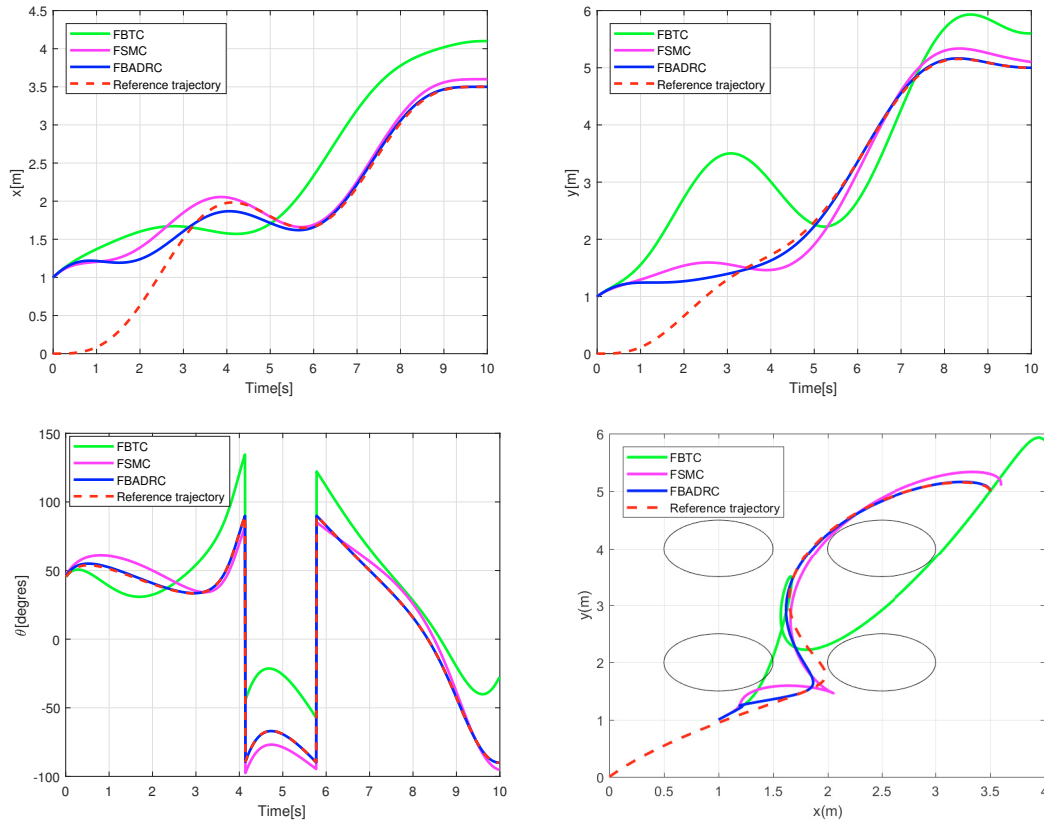 4.5
4
3.5
3
2.5
2
1.5
1
0.5
0
x[m]
FBTC
FSMC
FBADRC
Reference trajectory
0 1 2 3 4 5 6 7 8 9 10
Time[s]
6
5
4
3
2
1
0
y[m]
FBTC
FSMC
FBADRC
Reference trajectory
0 1 2 3 4 5 6 7 8 9 10
Time[s]
150
100
50
0
-50
-100
θ[degres]
FBTC
FSMC
FBADRC
Reference trajectory
0 1 2 3 4 5 6 7 8 9 10
Time[s]
6
5
4
3
2
1
0
y(m)
FBTC
FSMC
FBADRC
Reference trajectory
0 0.5 1 1.5 2 2.5 3 3.5 4
x(m)